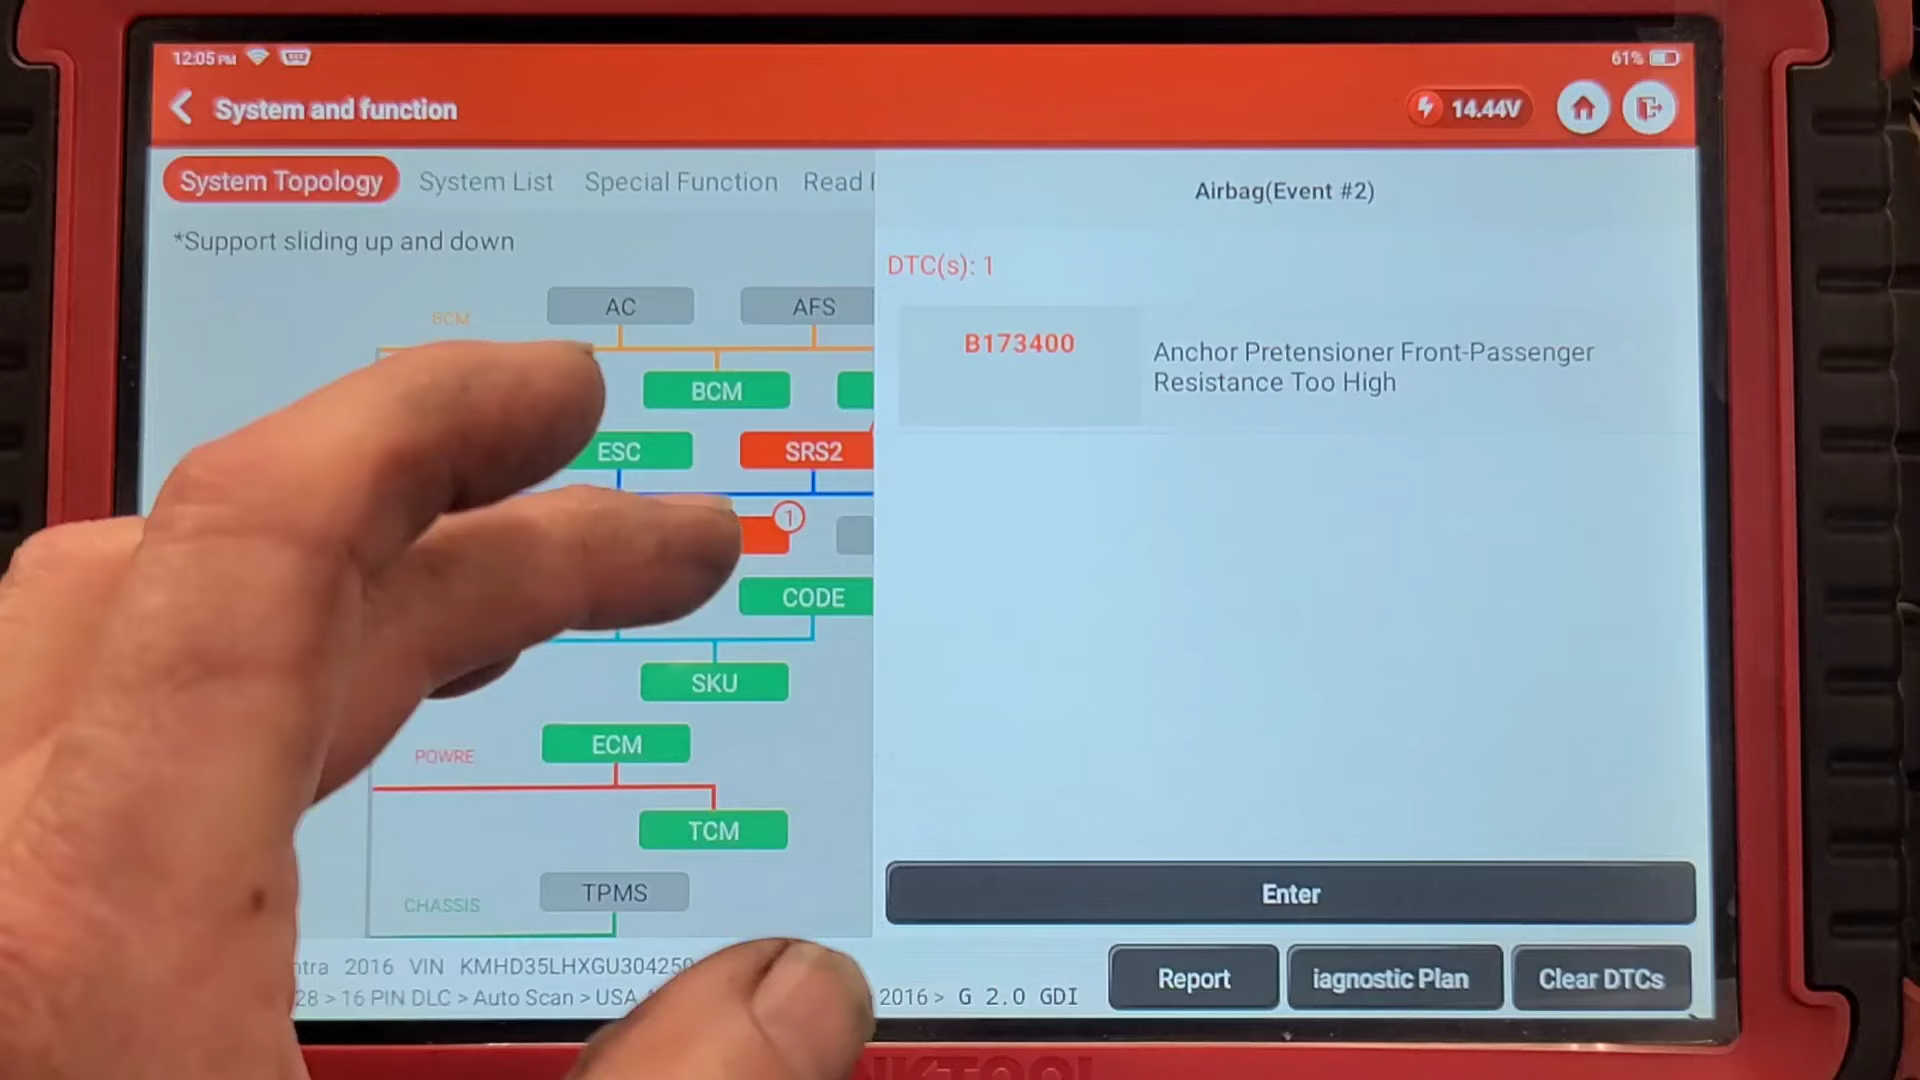 12:05 PM
61%
System and function
14.44V
System Topology System List Special Function Read
*Support sliding up and down
BCM
AC
AFS
BCM
ESC
SRS2
1
CODE
SKU
POWRE
ECM
TCM
CHASSIS
TPMS
Airbag(Event #2)
DTC(s): 1
B173400
Anchor Pretensioner Front-Passenger
Resistance Too High
Enter
ntra 2016 VIN KMHD35LHXGU304250
28 > 16 PIN DLC > Auto Scan > USA
2016 > G 2.0 GDI
Report
iagnostic Plan
Clear DTCs